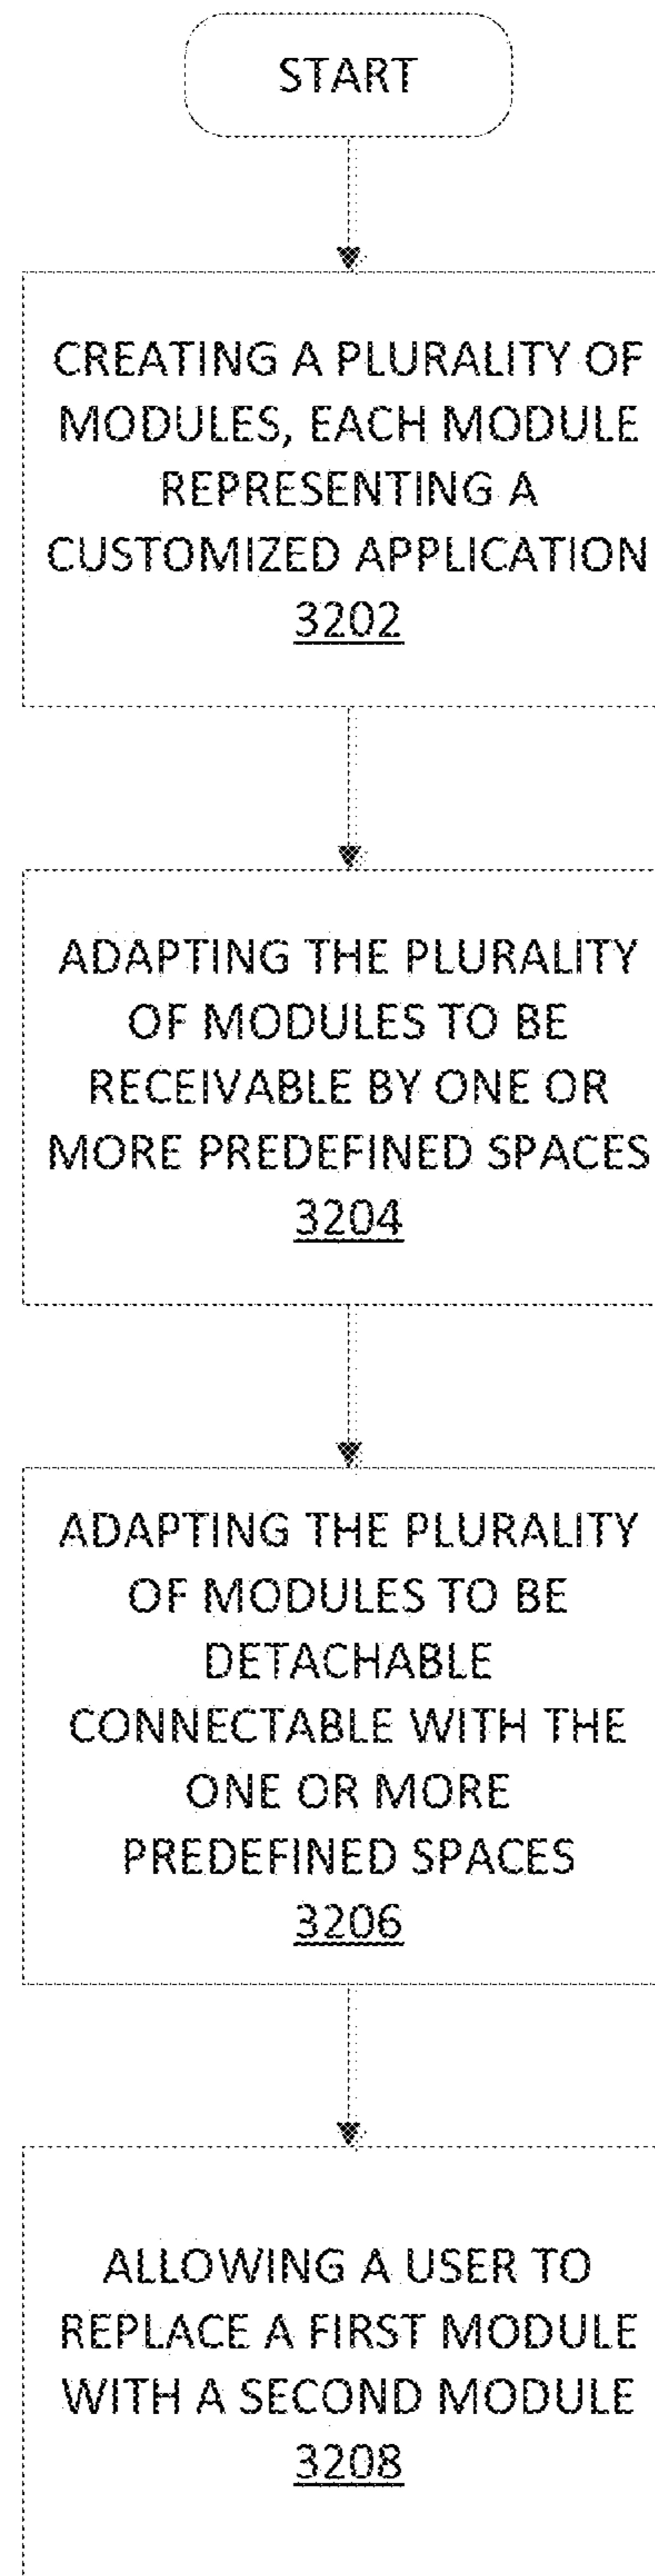 START
CREATING A PLURALITY OF
MODULES, EACH MODULE
REPRESENTING A
CUSTOMIZED APPLICATION
3202
ADAPTING THE PLURALITY
OF MODULES TO BE
RECEIVABLE BY ONE OR
MORE PREDEFINED SPACES
3204
ADAPTING THE PLURALITY
OF MODULES TO BE
DETACHABLE
CONNECTABLE WITH THE
ONE OR MORE
PREDEFINED SPACES
3206
ALLOWING A USER TO
REPLACE A FIRST MODULE
WITH A SECOND MODULE
3208